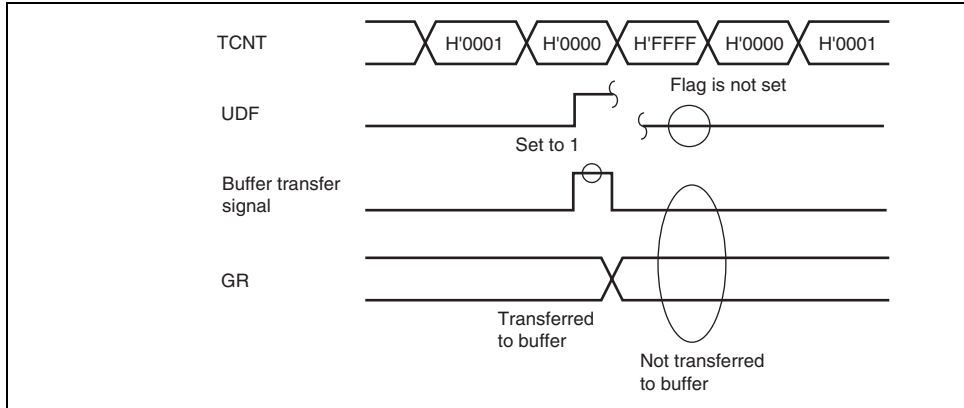 TCNT
H'0001 H'0000 H'FFFF H'0000 H'0001
Flag is not set
UDF
Set to 1
Buffer transfer
signal
GR
Transferred
to buffer
Not transferred
to buffer